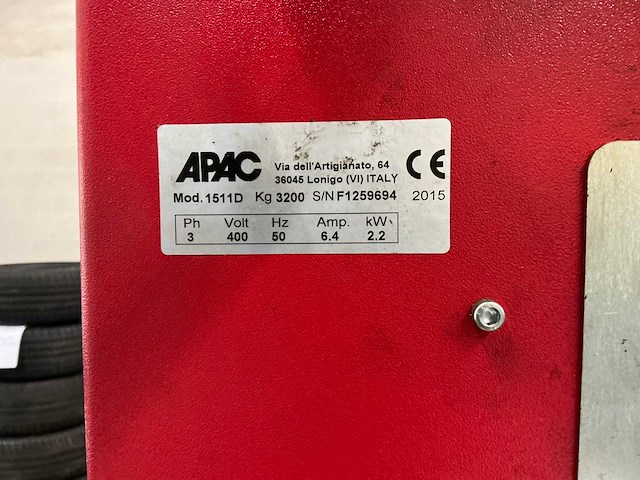 APAC
Via dell'Artigianato, 64
36045 Lonigo (VI) ITALY
CE
Mod. 1511D Kg 3200 S/N F1259694 2015
Ph Volt Hz Amp. kW
3 400 50 6.4 2.2